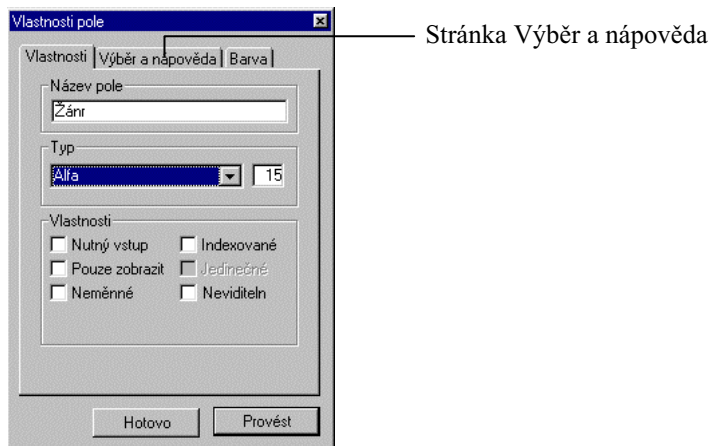 Vlastnosti pole
Stránka Výběr a nápověda
Vlastnosti Výběr a nápověda Barva
Název pole
Žánr
Typ
Alfa 15
Vlastnosti
Nutný vstup Indexované
Pouze zobrazit Jedinečné
Neměnné Neviditeln
Hotovo Provést